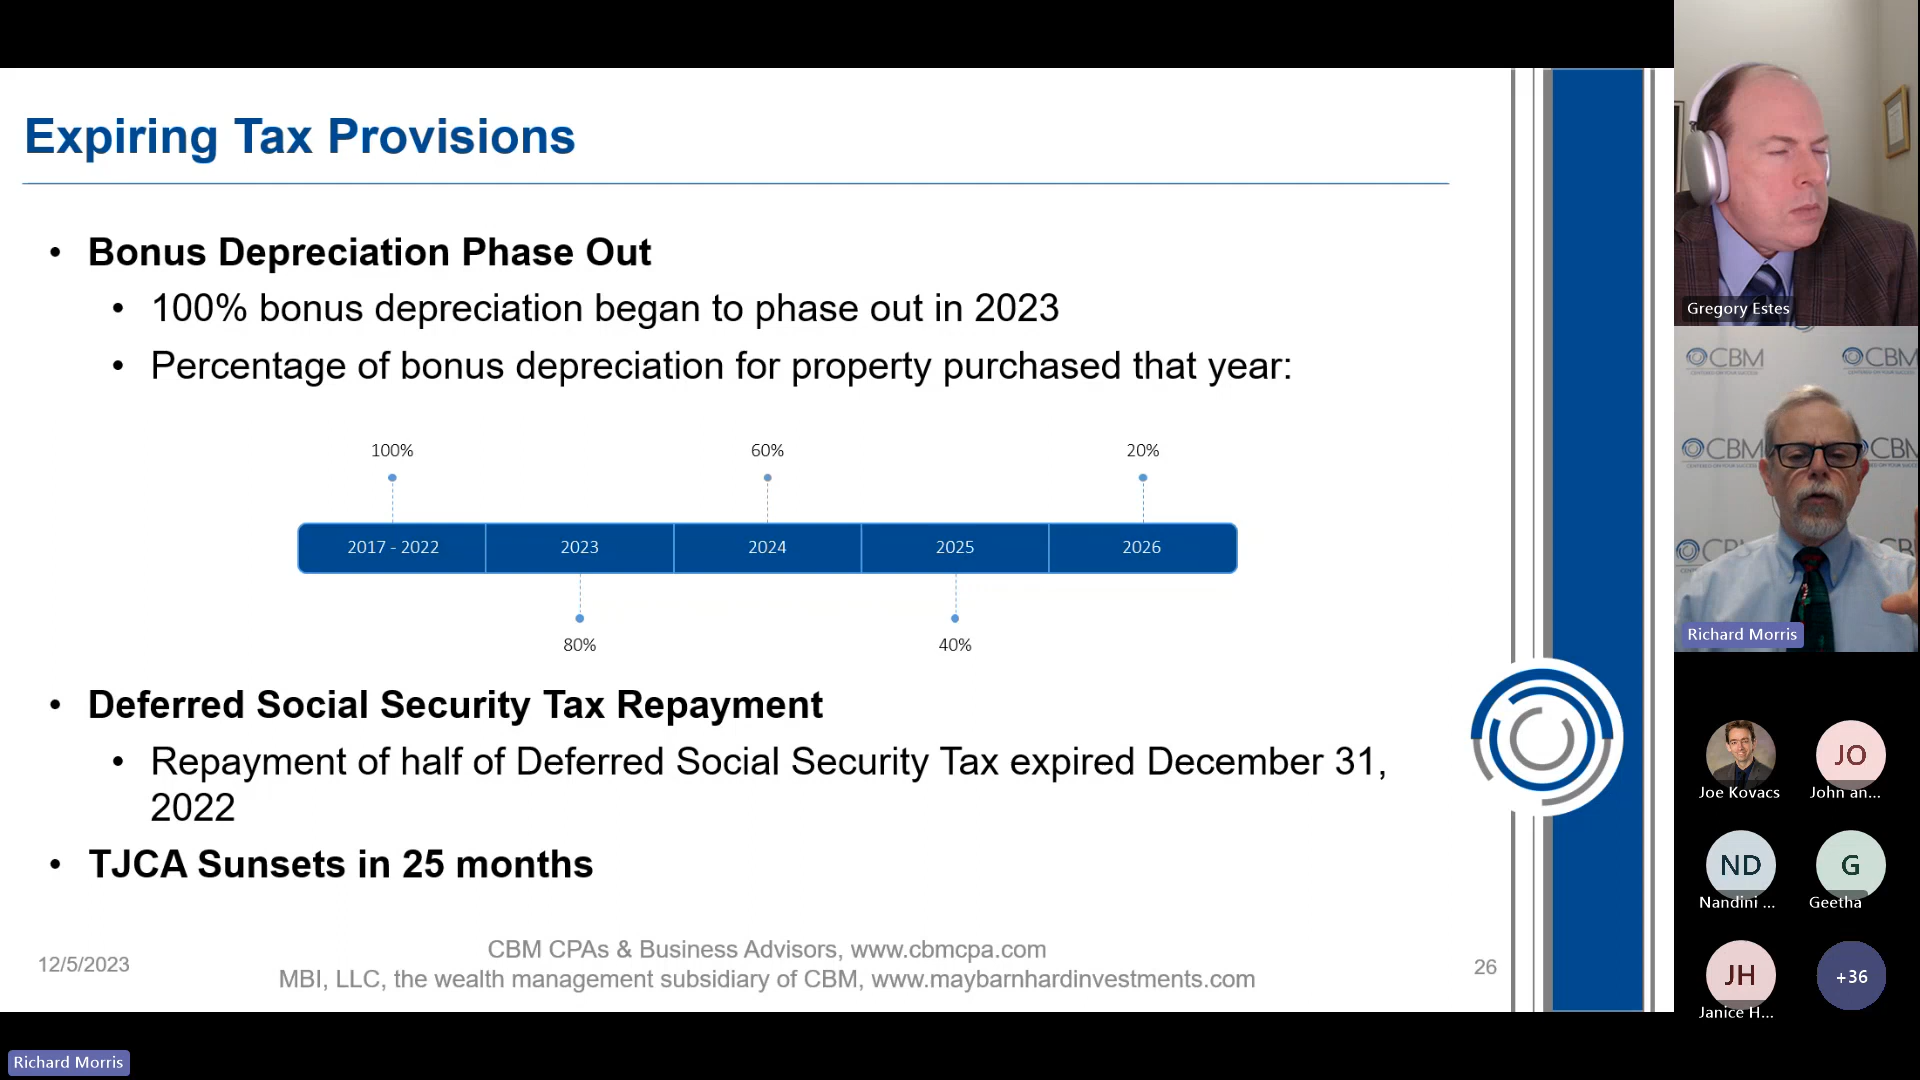 Expiring Tax Provisions
• Bonus Depreciation Phase Out
• 100% bonus depreciation began to phase out in 2023
• Percentage of bonus depreciation for property purchased that year:
100% 60% 20%
2017 - 2022 2023 2024 2025 2026
80% 40%
• Deferred Social Security Tax Repayment
• Repayment of half of Deferred Social Security Tax expired December 31,
2022
• TJCA Sunsets in 25 months
12/5/2023
CBM CPAs & Business Advisors, www.cbmcpa.com
MBI, LLC, the wealth management subsidiary of CBM, www.maybarnhardinvestments.com
26
Gregory Estes
CBM CBM
CBM CBM
Richard Morris
JO
Joe Kovacs John an...
ND G
Nandini ... Geetha
JH +36
Janice H...
Richard Morris